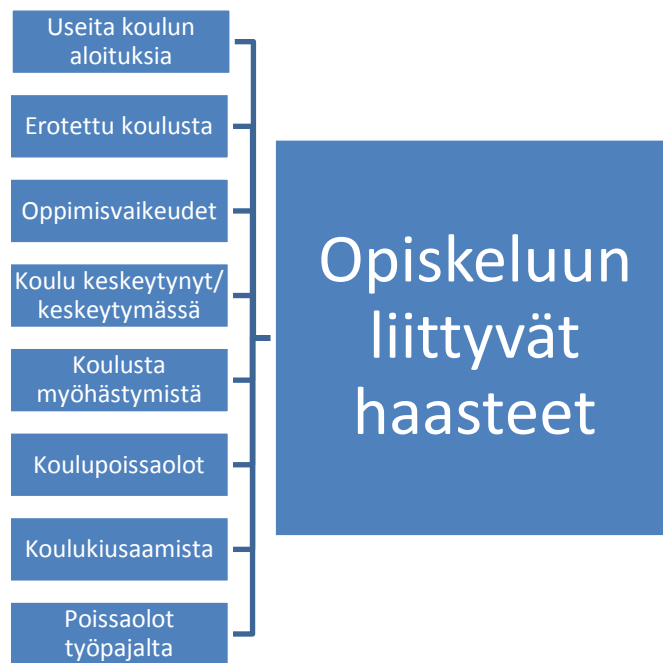 Useita koulun
aloituksia
Erotettu koulusta
Oppimisvaikeudet
Koulu keskeytynyt/
keskeytymässä
Koulusta
myöhästymistä
Koulupoissaolot
Koulukiusaamista
Poissaolot
työpajalta
Opiskeluun
liittyvät
haasteet